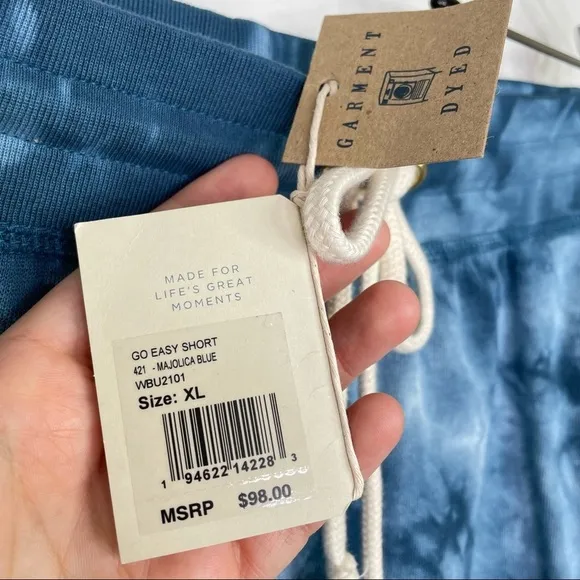 GARMENT
DYED
MADE FOR
LIFE'S GREAT
MOMENTS
GO EASY SHORT
421 - MAJOLICA BLUE
WBU2101
Size: XL
1 94622 14228 3
MSRP $98.00